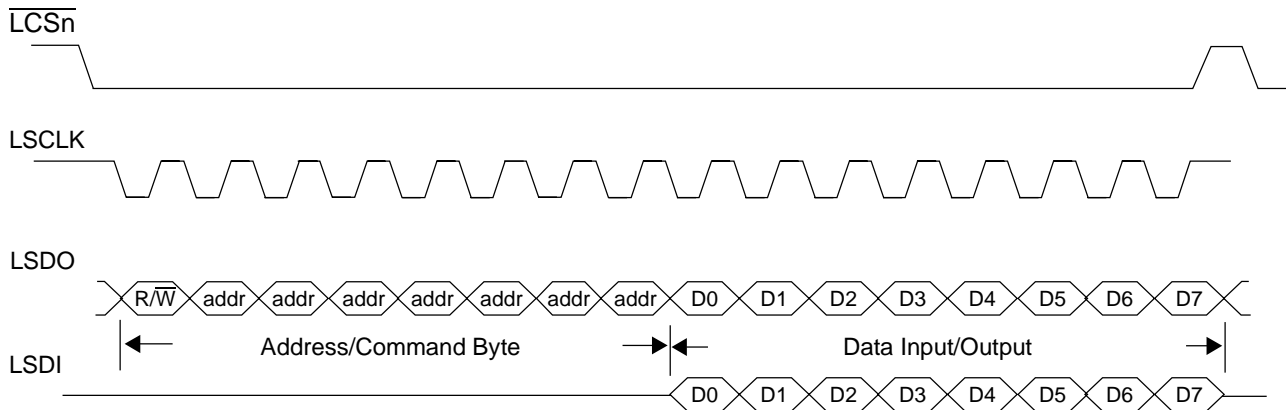 LCSn
LSCLK
LSDO
R/W addr addr addr addr addr addr addr D0 D1 D2 D3 D4 D5 D6 D7
Address/Command Byte Data Input/Output
LSDI
D0 D1 D2 D3 D4 D5 D6 D7